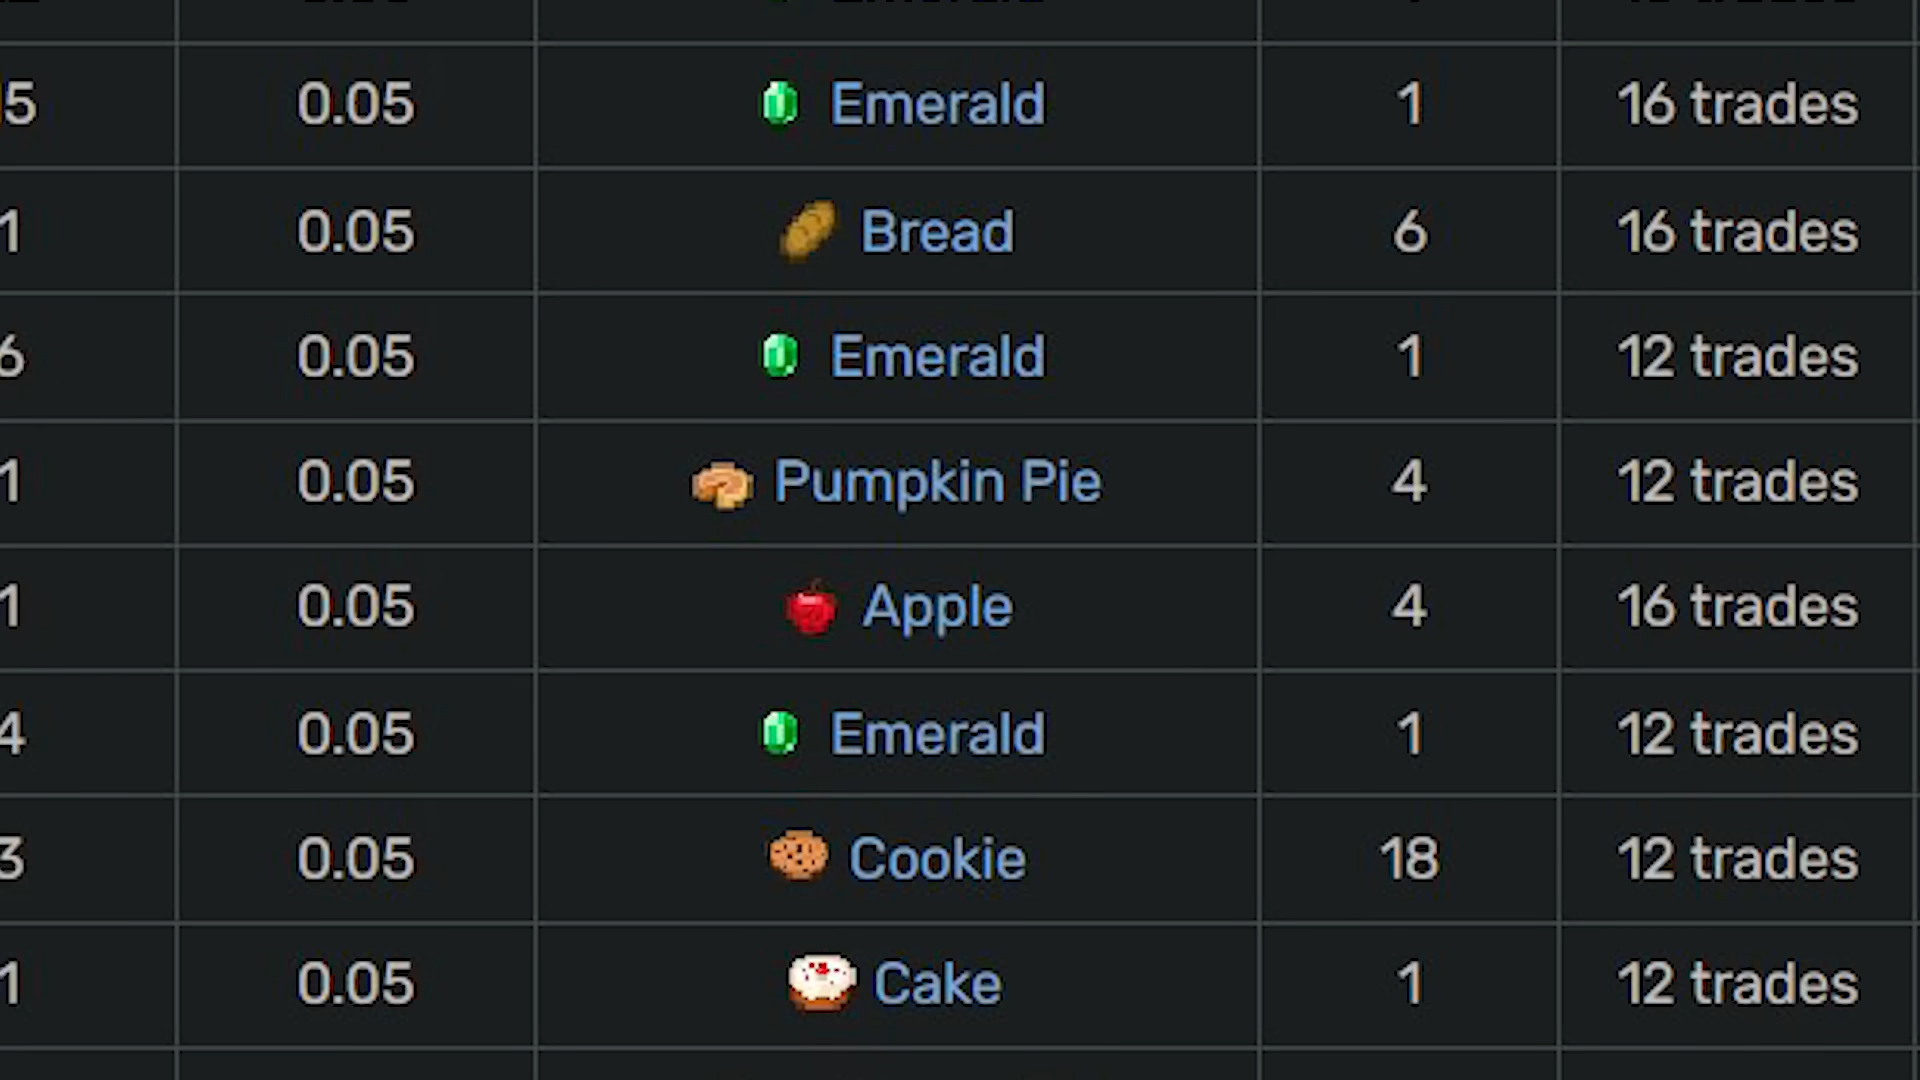 5 0.05 Emerald 1 16 trades
1 0.05 Bread 6 16 trades
6 0.05 Emerald 1 12 trades
1 0.05 Pumpkin Pie 4 12 trades
1 0.05 Apple 4 16 trades
4 0.05 Emerald 1 12 trades
3 0.05 Cookie 18 12 trades
1 0.05 Cake 1 12 trades